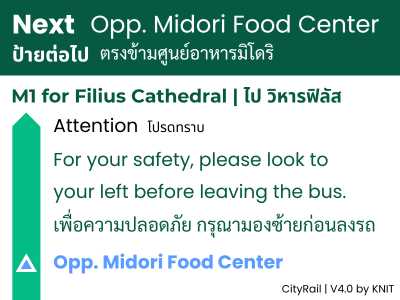 Next Opp. Midori Food Center
ป้ายต่อไป ตรงข้ามศูนย์อาหารมิโดริ
M1 for Filius Cathedral | ไป วิหารฟิลัส
Attention โปรดทราบ
For your safety, please look to
your left before leaving the bus.
เพื่อความปลอดภัย กรุณามองซ้ายก่อนลงรถ
Opp. Midori Food Center
CityRail | V4.0 by KNIT